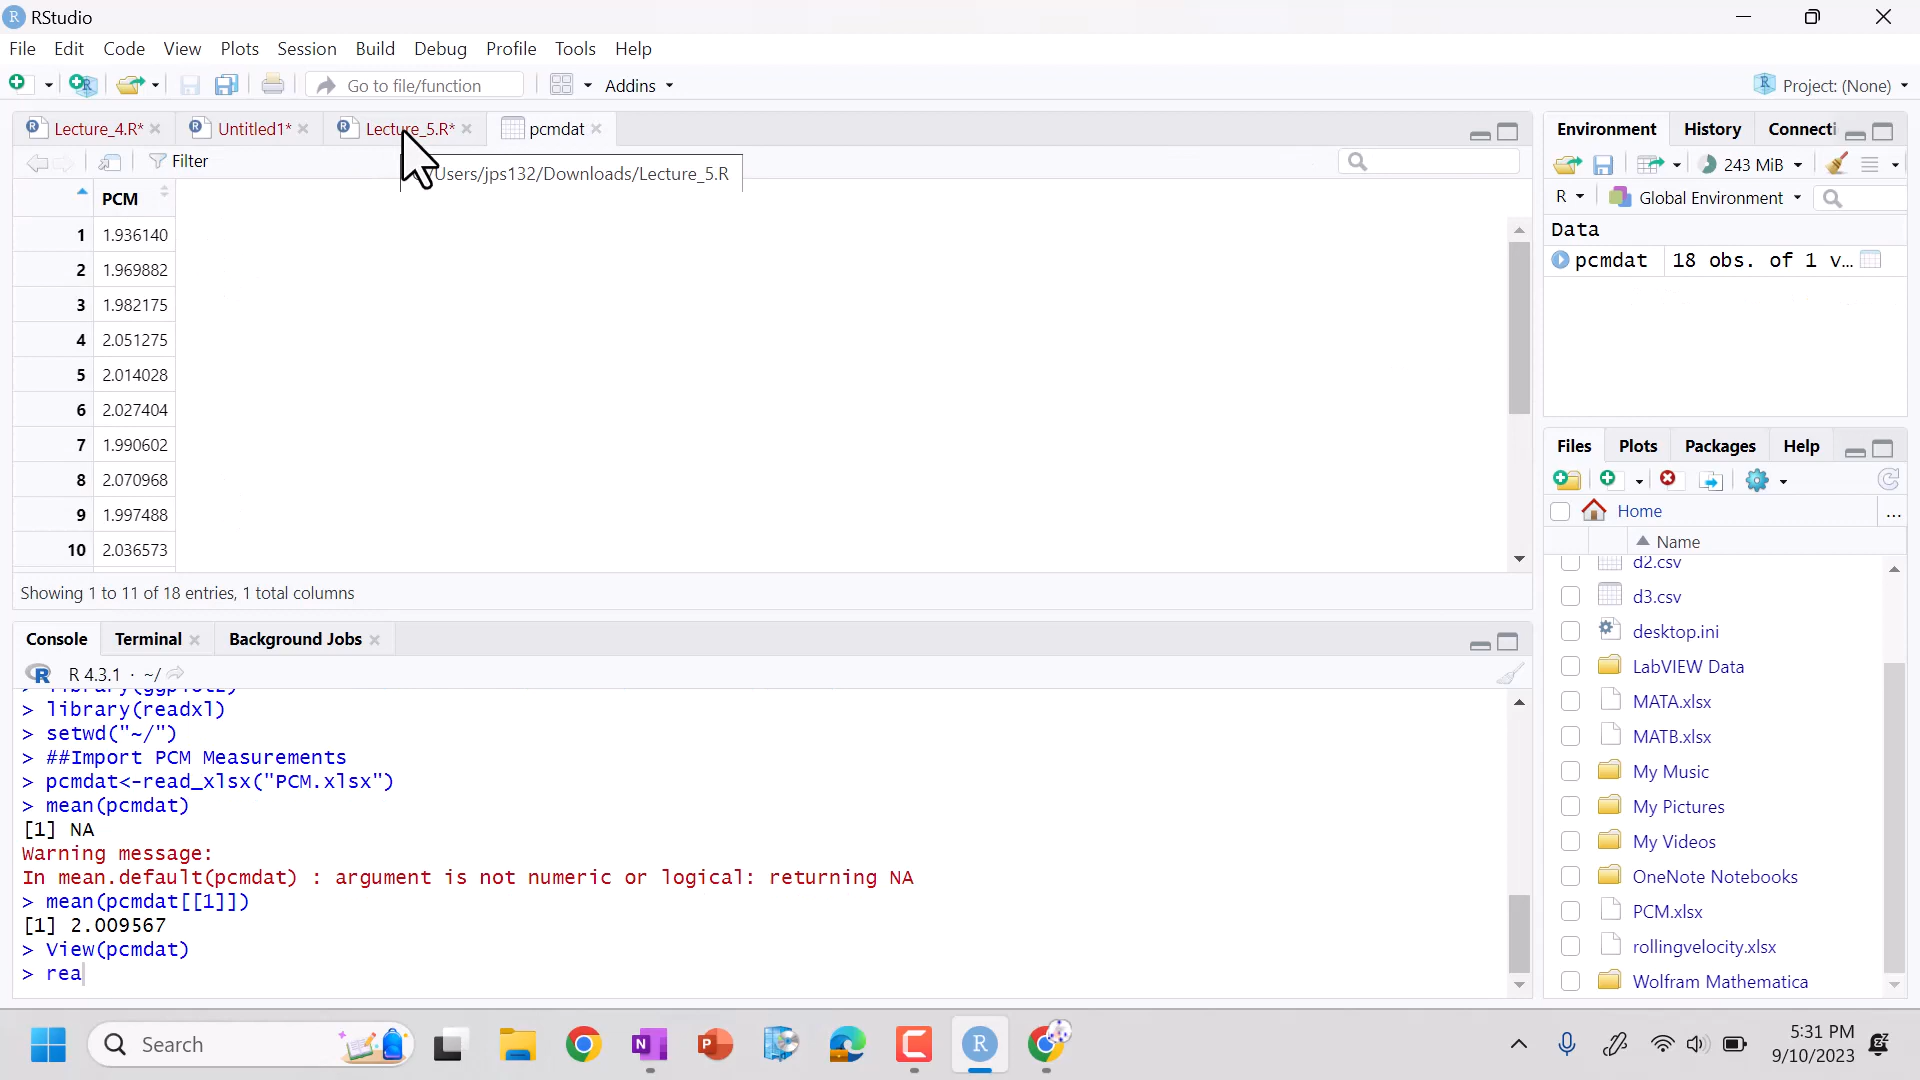 RStudio
File Edit Code View Plots Session Build Debug Profile Tools Help
Go to file/function Addins Project: (None)
Lecture_4.R* Untitled1* Lecture_5.R* pcmdat
Filter
/Users/jps132/Downloads/Lecture_5.R
PCM
1 1.936140
2 1.969882
3 1.982175
4 2.051275
5 2.014028
6 2.027404
7 1.990602
8 2.070968
9 1.997488
10 2.036573
Showing 1 to 11 of 18 entries, 1 total columns
Console Terminal Background Jobs
R 4.3.1 · ~/
> library(ggplot2)
> library(readxl)
> setwd("~/")
> ##Import PCM Measurements
> pcmdat<-read_xlsx("PCM.xlsx")
> mean(pcmdat)
[1] NA
Warning message:
In mean.default(pcmdat) : argument is not numeric or logical: returning NA
> mean(pcmdat[[1]])
[1] 2.009567
> View(pcmdat)
> rea
Environment History Connecti
243 MiB
R Global Environment
Data
pcmdat 18 obs. of 1 v…
Files Plots Packages Help
Home ...
Name
d2.csv
d3.csv
desktop.ini
LabVIEW Data
MATA.xlsx
MATB.xlsx
My Music
My Pictures
My Videos
OneNote Notebooks
PCM.xlsx
rollingvelocity.xlsx
Wolfram Mathematica
Search
5:31 PM
9/10/2023